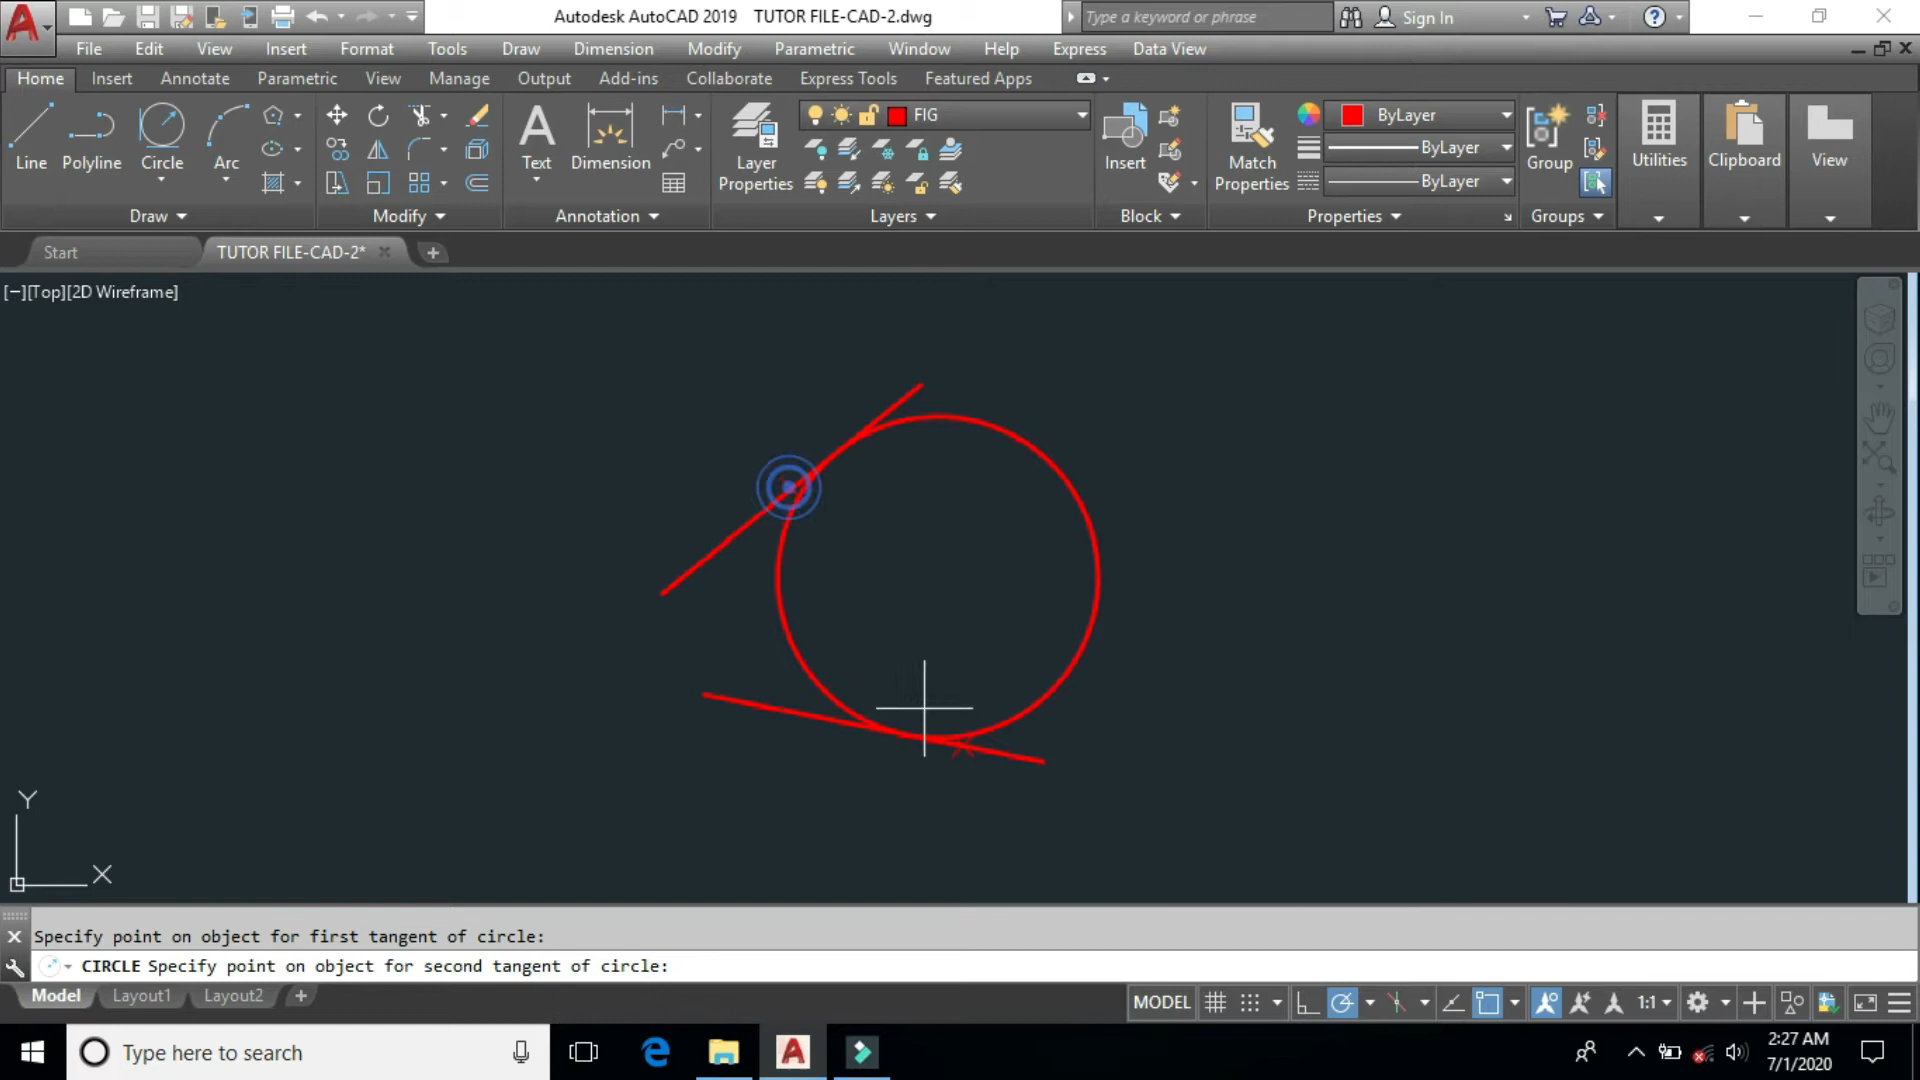 Autodesk AutoCAD 2019 TUTOR FILE-CAD-2.dwg
Type a keyword or phrase
Sign In
File Edit View Insert Format Tools Draw Dimension Modify Parametric Window Help Express Data View
Home Insert Annotate Parametric View Manage Output Add-ins Collaborate Express Tools Featured Apps
FIG
ByLayer
ByLayer
ByLayer
Line Polyline Circle Arc
Text Dimension
Layer
Properties
Insert
Match
Properties
Group
Utilities
Clipboard
View
Draw Modify Annotation Layers Block Properties Groups
Start TUTOR FILE-CAD-2*
[−][Top][2D Wireframe]
Y
X
Specify point on object for first tangent of circle:
CIRCLE Specify point on object for second tangent of circle:
Model Layout1 Layout2
MODEL 1:1
Type here to search
2:27 AM
7/1/2020